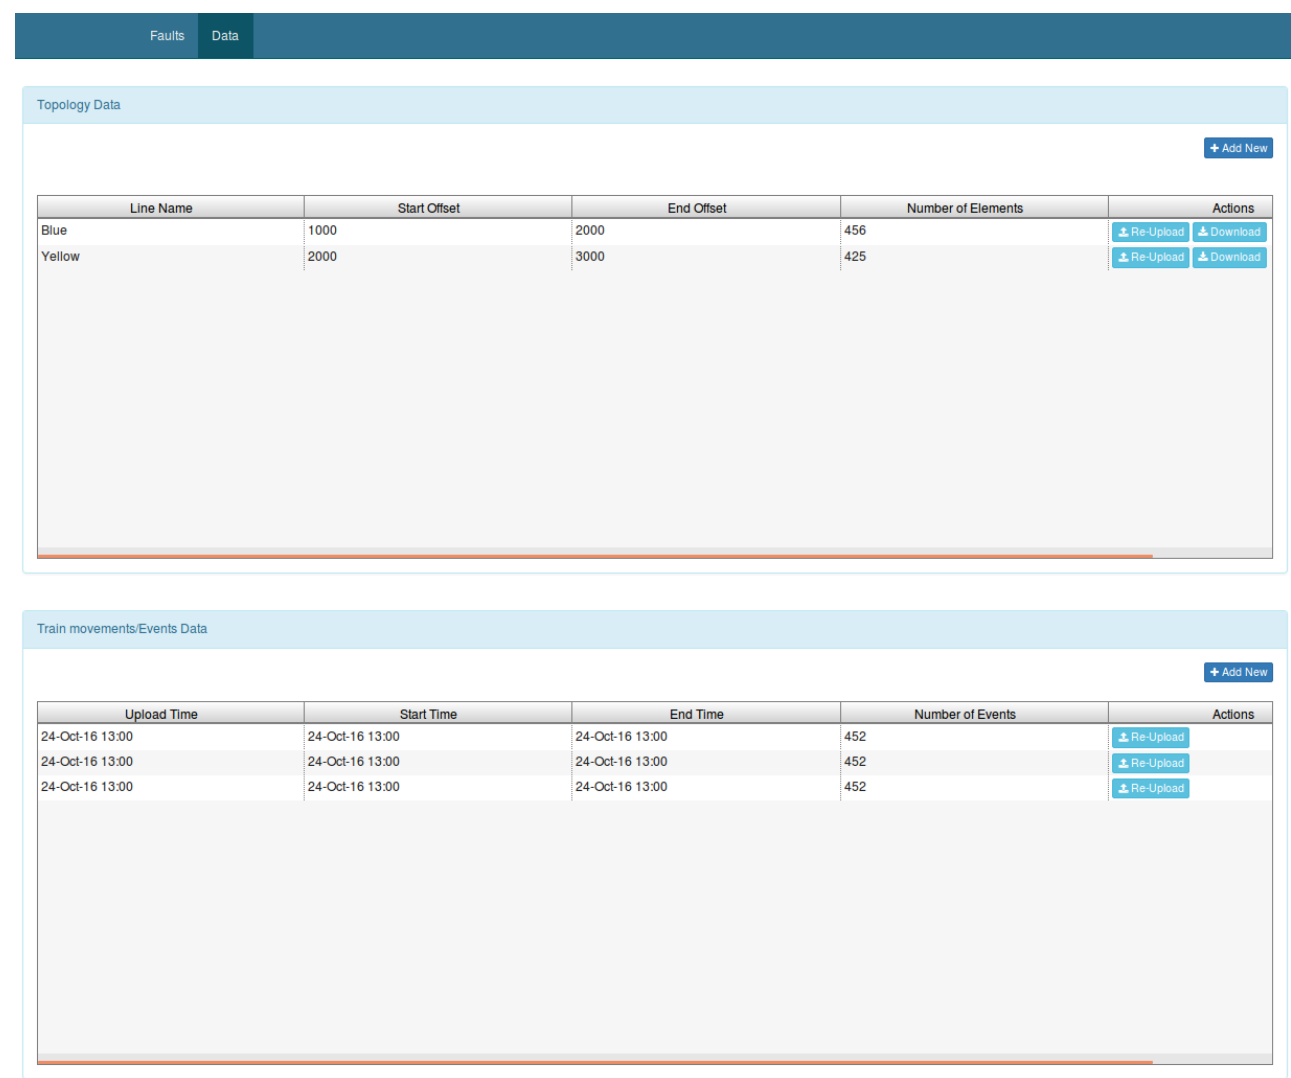 Faults Data
Topology Data
Add New
Line Name Start Offset End Offset Number of Elements Actions
Blue 1000 2000 456 Re-Upload Download
Yellow 2000 3000 425 Re-Upload Download
Train movements/Events Data
Add New
Upload Time Start Time End Time Number of Events Actions
24-Oct-16 13:00 24-Oct-16 13:00 24-Oct-16 13:00 452 Re-Upload
24-Oct-16 13:00 24-Oct-16 13:00 24-Oct-16 13:00 452 Re-Upload
24-Oct-16 13:00 24-Oct-16 13:00 24-Oct-16 13:00 452 Re-Upload